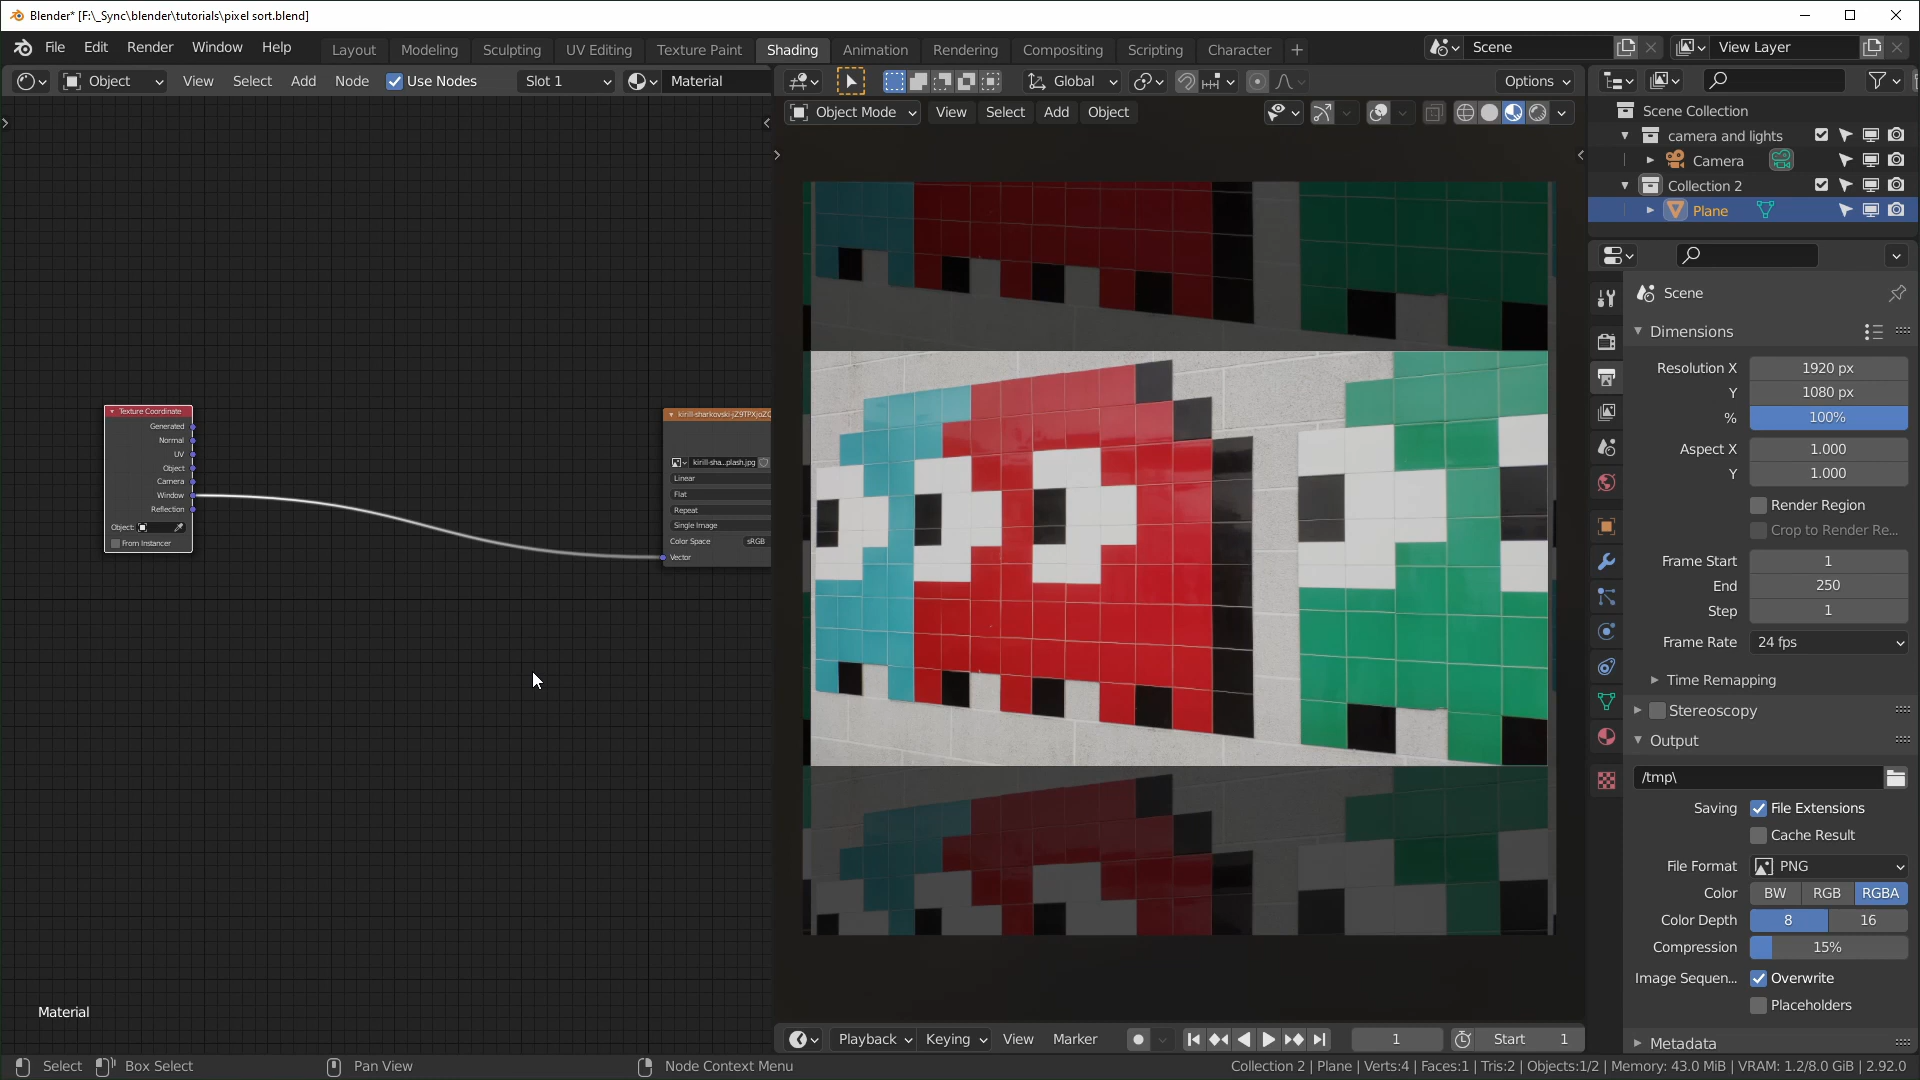 Blender* [F:\_Sync\blender\tutorials\pixel sort.blend]
File Edit Render Window Help Layout Modeling Sculpting UV Editing Texture Paint Shading Animation Rendering Compositing Scripting Character + Scene View Layer
Object View Select Add Node Use Nodes Slot 1 Material
Global Options
Object Mode View Select Add Object
Scene Collection
camera and lights
Camera
Collection 2
Plane
Scene
Dimensions
Resolution X 1920 px
Y 1080 px
% 100%
Aspect X 1.000
Y 1.000
Render Region
Crop to Render Re...
Frame Start 1
End 250
Step 1
Frame Rate 24 fps
Time Remapping
Stereoscopy
Output
/tmp\
Saving File Extensions
Cache Result
File Format PNG
Color BW RGB RGBA
Color Depth 8 16
Compression 15%
Image Sequen... Overwrite
Placeholders
Metadata
Texture Coordinate
Generated
Normal
UV
Object
Camera
Window
Reflection
Object:
From Instancer
kirill-sharkovski-jZ9TPXjoZC
kirill-sha...plash.jpg
Linear
Flat
Repeat
Single Image
Color Space sRGB
Vector
Material
Playback Keying View Marker 1 Start 1
Select Box Select Pan View Node Context Menu Collection 2 | Plane | Verts:4 | Faces:1 | Tris:2 | Objects:1/2 | Memory: 43.0 MiB | VRAM: 1.2/8.0 GiB | 2.92.0